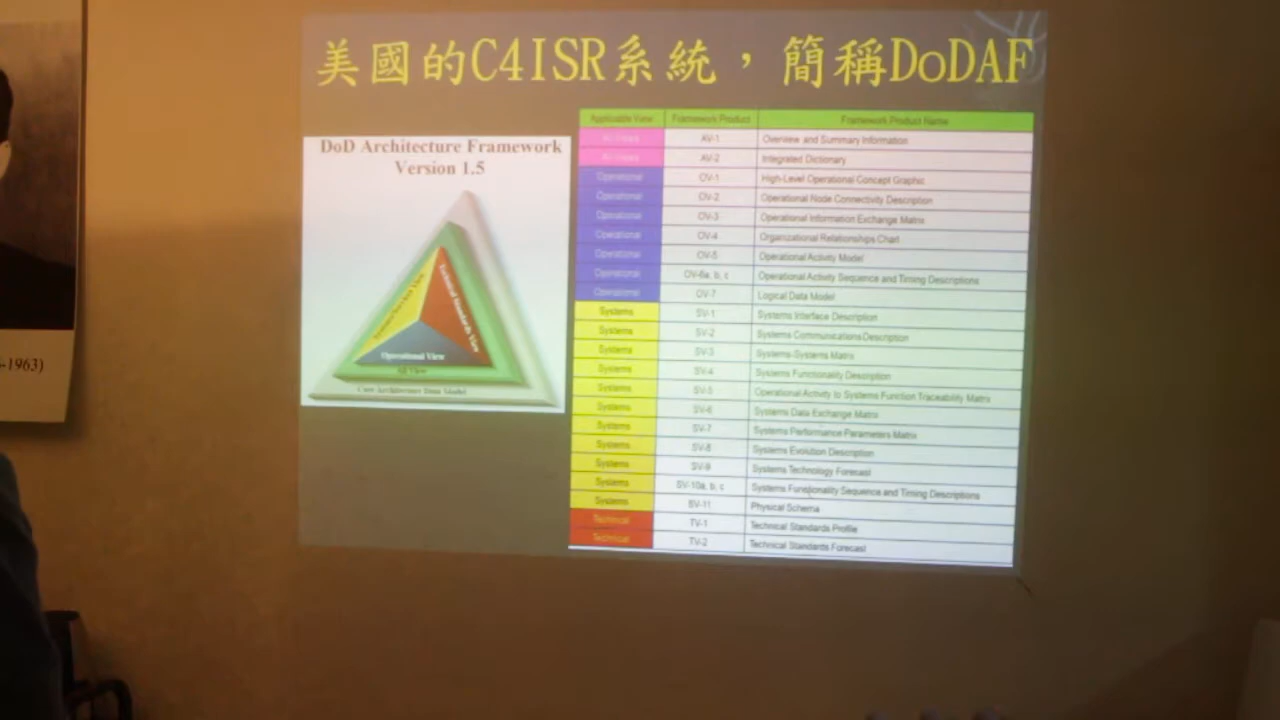 美國的C4ISR系統，簡稱DoDAF
DoD Architecture Framework
Version 1.5
Operational View
All View
Core Architecture Data Model
-1963)
Applicable View Framework Product Framework Product Name
All Views AV-1 Overview and Summary Information
All Views AV-2 Integrated Dictionary
Operational OV-1 High-Level Operational Concept Graphic
Operational OV-2 Operational Node Connectivity Description
Operational OV-3 Operational Information Exchange Matrix
Operational OV-4 Organizational Relationships Chart
Operational OV-5 Operational Activity Model
Operational OV-6a, b, c Operational Activity Sequence and Timing Descriptions
Operational OV-7 Logical Data Model
Systems SV-1 Systems Interface Description
Systems SV-2 Systems Communications Description
Systems SV-3 Systems-Systems Matrix
Systems SV-4 Systems Functionality Description
Systems SV-5 Operational Activity to Systems Function Traceability Matrix
Systems SV-6 Systems Data Exchange Matrix
Systems SV-7 Systems Performance Parameters Matrix
Systems SV-8 Systems Evolution Description
Systems SV-9 Systems Technology Forecast
Systems SV-10a, b, c Systems Functionality Sequence and Timing Descriptions
Systems SV-11 Physical Schema
Technical TV-1 Technical Standards Profile
Technical TV-2 Technical Standards Forecast